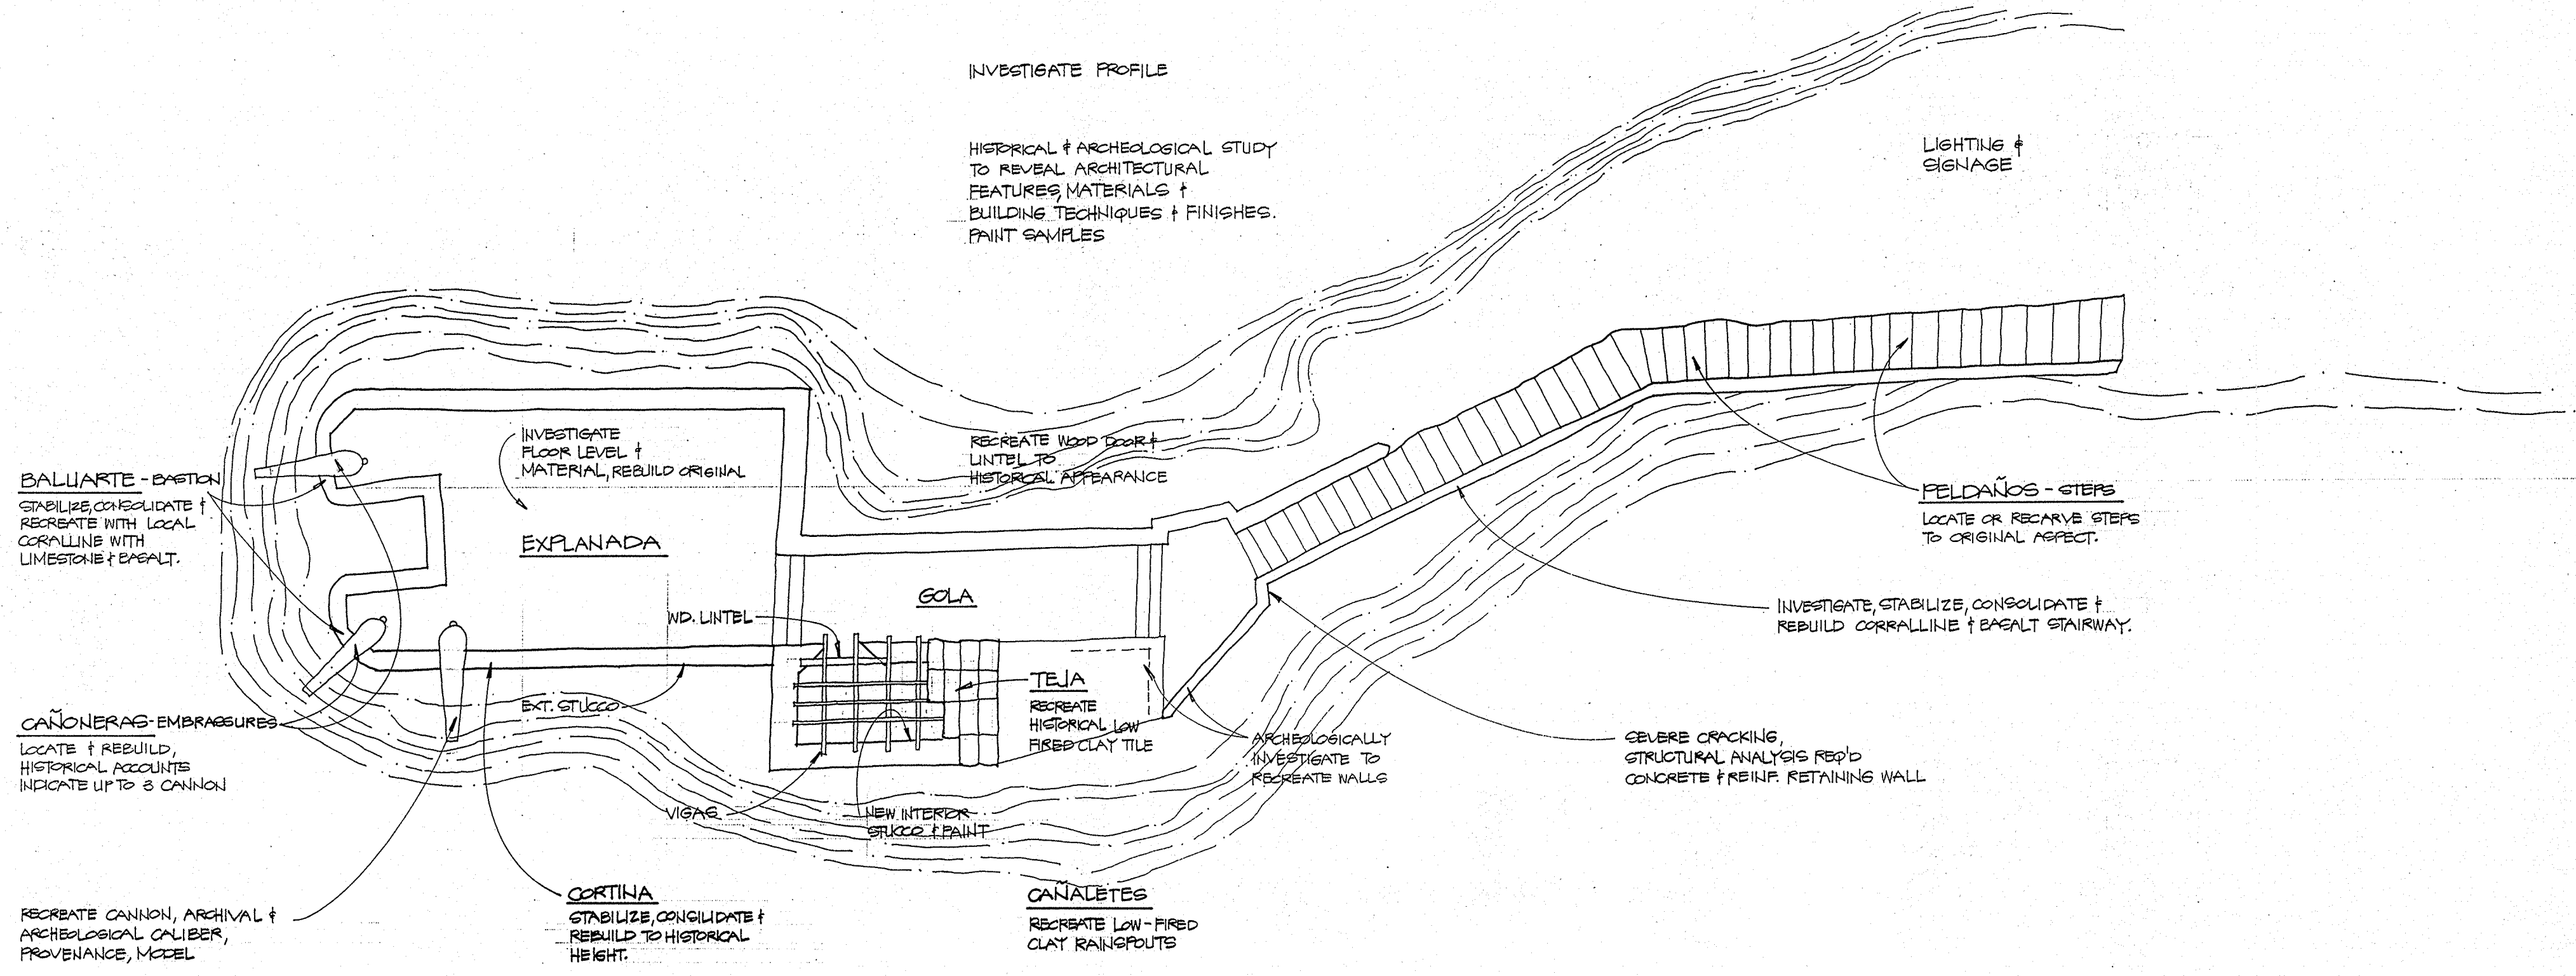 INVESTIGATE PROFILE
HISTORICAL & ARCHEOLOGICAL STUDY
TO REVEAL ARCHITECTURAL
FEATURES, MATERIALS &
BUILDING TECHNIQUES & FINISHES.
PAINT SAMPLES
LIGHTING &
SIGNAGE
INVESTIGATE
FLOOR LEVEL &
MATERIAL, REBUILD ORIGINAL
RECREATE WOOD DOOR &
LINTEL TO
HISTORICAL APPEARANCE
BALUARTE - BASTION
STABILIZE, CONSOLIDATE &
RECREATE WITH LOCAL
CORALLINE WITH
LIMESTONE & BASALT.
PELDAÑOS - STEPS
LOCATE OR RECARVE STEPS
TO ORIGINAL ASPECT.
EXPLANADA
GOLA
WD. LINTEL
INVESTIGATE, STABILIZE, CONSOLIDATE &
REBUILD CORRALLINE & BASALT STAIRWAY.
TEJA
RECREATE
HISTORICAL LOW
FIRED CLAY TILE
EXT. STUCCO
CAÑONERAS - EMBRASSURES
LOCATE & REBUILD,
HISTORICAL ACCOUNTS
INDICATE UP TO 3 CANNON
ARCHEOLOGICALLY
INVESTIGATE TO
RECREATE WALLS
SEVERE CRACKING,
STRUCTURAL ANALYSIS REQ'D
CONCRETE & REINF. RETAINING WALL
VIGAS
NEW INTERIOR
STUCCO & PAINT
RECREATE CANNON, ARCHIVAL &
ARCHEOLOGICAL CALIBER,
PROVENANCE, MODEL
CORTINA
STABILIZE, CONSILIDATE &
REBUILD TO HISTORICAL
HEIGHT.
CAÑALETES
RECREATE LOW-FIRED
CLAY RAINSPOUTS